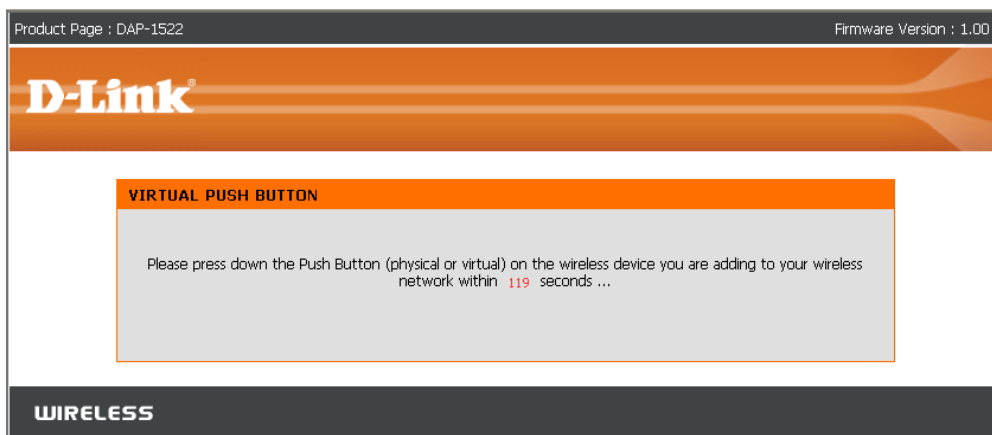 Product Page : DAP-1522 Firmware Version : 1.00
D-Link®
VIRTUAL PUSH BUTTON
Please press down the Push Button (physical or virtual) on the wireless device you are adding to your wireless
network within 119 seconds ...
WIRELESS